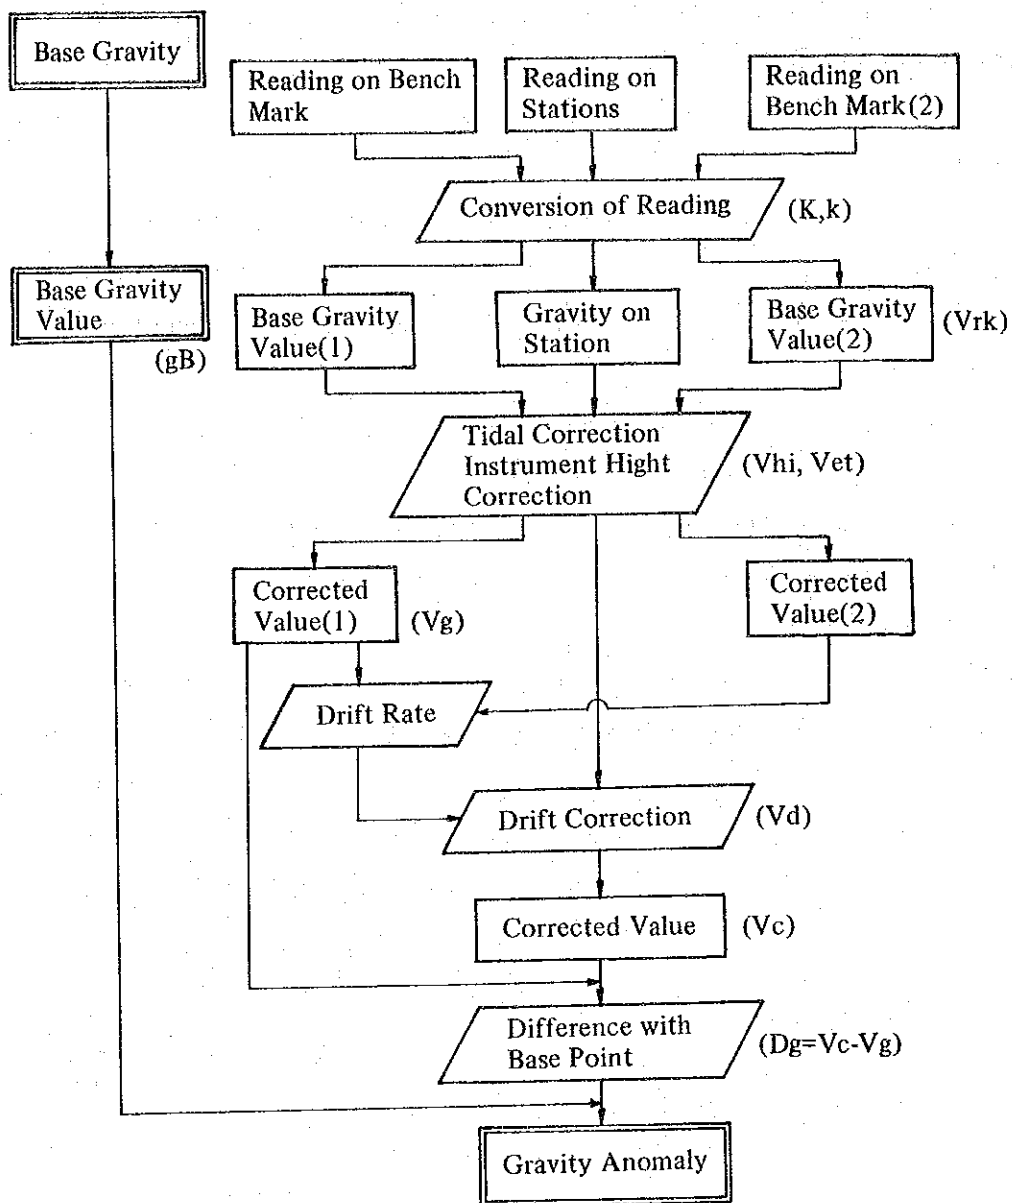 Base Gravity
Reading on Bench
Mark
Reading on
Stations
Reading on
Bench Mark(2)
Conversion of Reading
(K,k)
Base Gravity
Value
(gB)
Base Gravity
Value(1)
Gravity on
Station
Base Gravity
Value(2)
(Vrk)
Tidal Correction
Instrument Hight
Correction
(Vhi, Vet)
Corrected
Value(1)
(Vg)
Corrected
Value(2)
Drift Rate
Drift Correction
(Vd)
Corrected Value
(Vc)
Difference with
Base Point
(Dg=Vc-Vg)
Gravity Anomaly